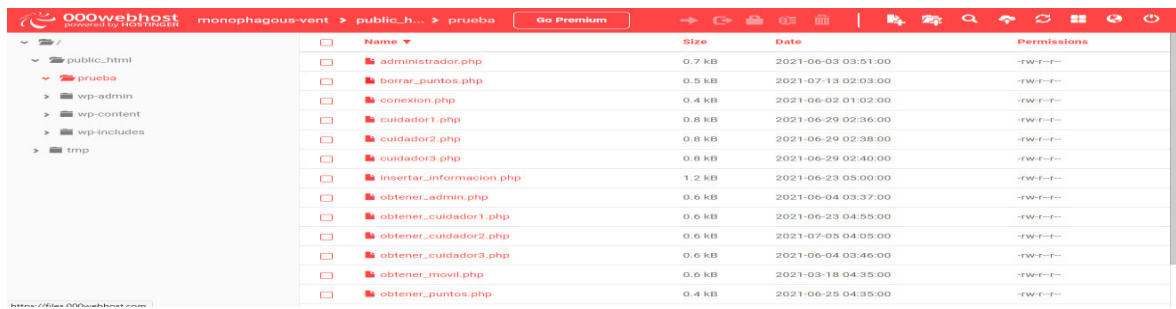 000webhost monophagous-vent > public_h... > prueba Go Premium
powered by HOSTINGER
/ Name Size Date Permissions
public_html administrador.php 0.7 kB 2021-06-03 03:51:00 -rw-r--r--
prueba borrar_puntos.php 0.5 kB 2021-07-13 02:03:00 -rw-r--r--
wp-admin conexion.php 0.4 kB 2021-06-02 01:02:00 -rw-r--r--
wp-content cuidador1.php 0.8 kB 2021-06-29 02:36:00 -rw-r--r--
wp-includes cuidador2.php 0.8 kB 2021-06-29 02:38:00 -rw-r--r--
tmp cuidador3.php 0.8 kB 2021-06-29 02:40:00 -rw-r--r--
insertar_informacion.php 1.2 kB 2021-06-23 05:00:00 -rw-r--r--
obtener_admin.php 0.6 kB 2021-06-04 03:37:00 -rw-r--r--
obtener_cuidador1.php 0.6 kB 2021-06-23 04:55:00 -rw-r--r--
obtener_cuidador2.php 0.6 kB 2021-07-05 04:05:00 -rw-r--r--
obtener_cuidador3.php 0.6 kB 2021-06-04 03:46:00 -rw-r--r--
obtener_movil.php 0.6 kB 2021-03-18 04:35:00 -rw-r--r--
obtener_puntos.php 0.4 kB 2021-06-25 04:35:00 -rw-r--r--
https://files.000webhost.com